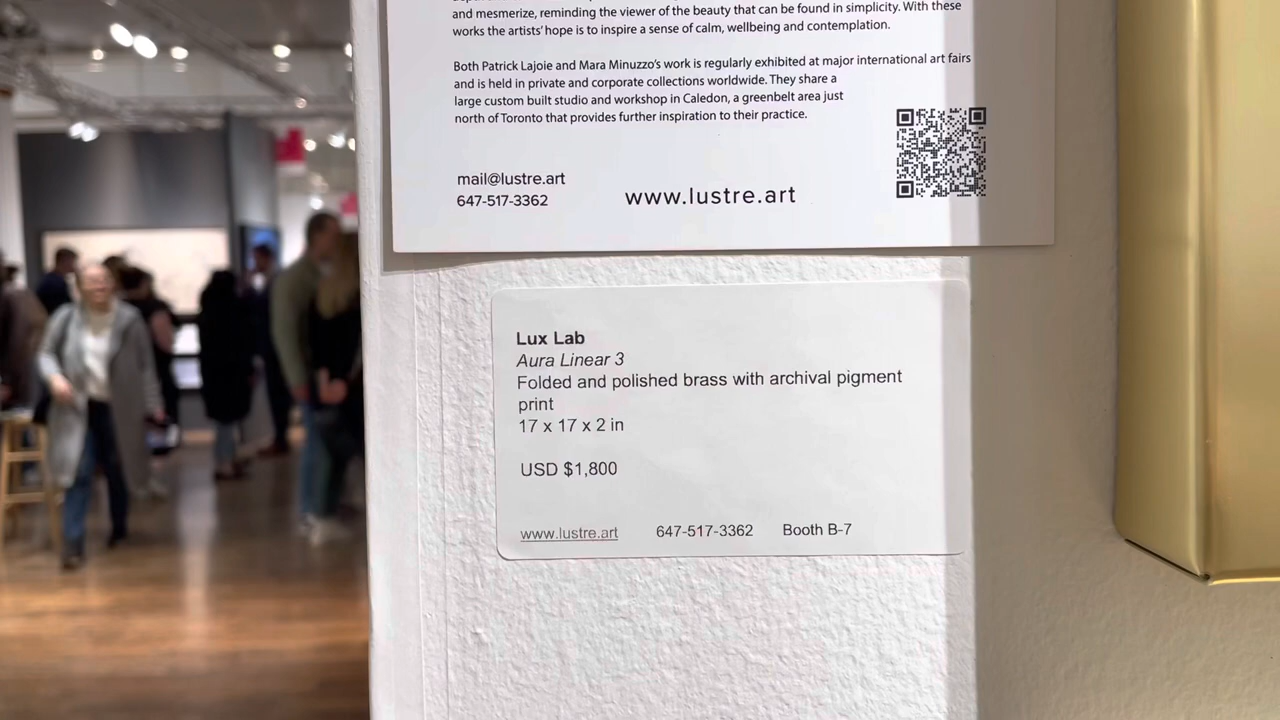 and mesmerize, reminding the viewer of the beauty that can be found in simplicity. With these
works the artists' hope is to inspire a sense of calm, wellbeing and contemplation.
Both Patrick Lajoie and Mara Minuzzo's work is regularly exhibited at major international art fairs
and is held in private and corporate collections worldwide. They share a
large custom built studio and workshop in Caledon, a greenbelt area just
north of Toronto that provides further inspiration to their practice.
mail@lustre.art
647-517-3362
www.lustre.art
Lux Lab
Aura Linear 3
Folded and polished brass with archival pigment
print
17 x 17 x 2 in
USD $1,800
www.lustre.art 647-517-3362 Booth B-7